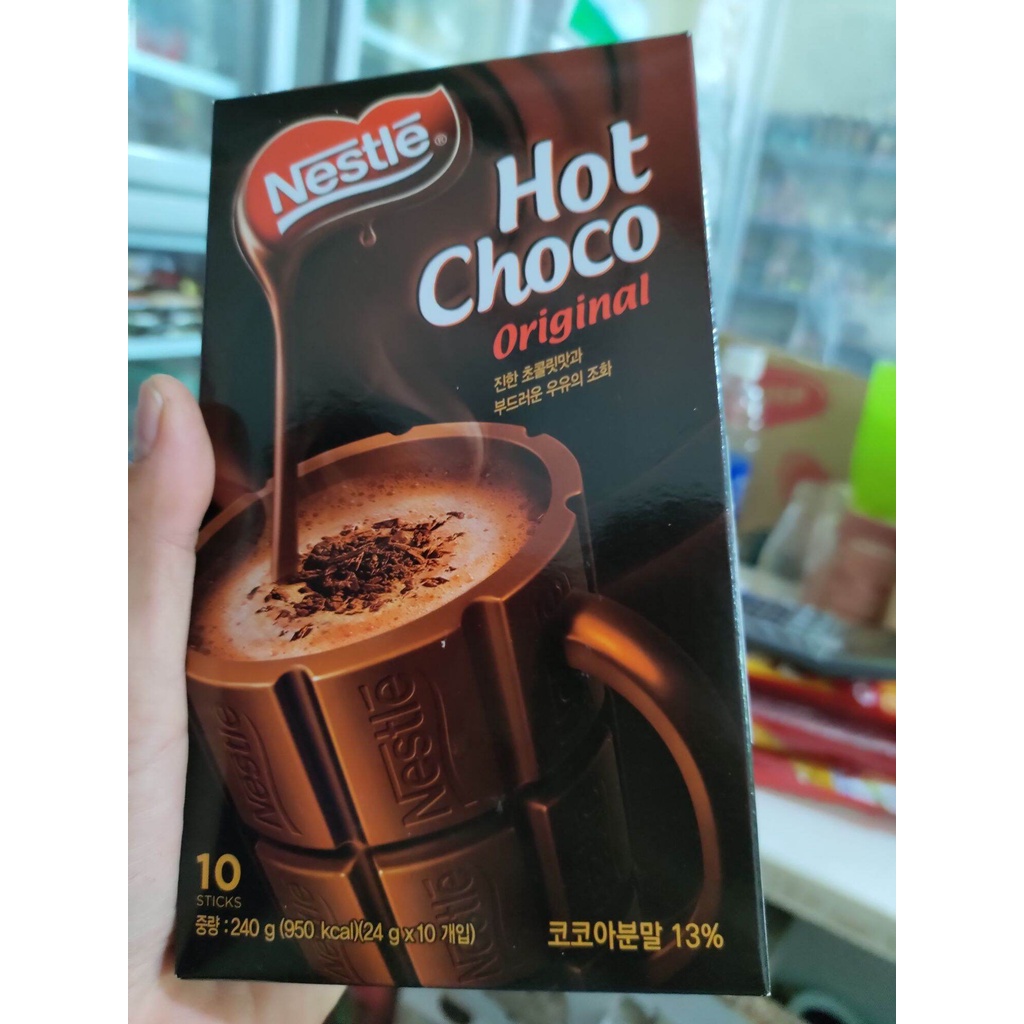 Nestlé®
Hot
Choco
Original
진한 초콜릿맛과
부드러운 우유의 조화
Nestlé
Nestlé
Nestlé
10
STICKS
중량 : 240 g (950 kcal)(24 g x 10 개입)
코코아분말 13%